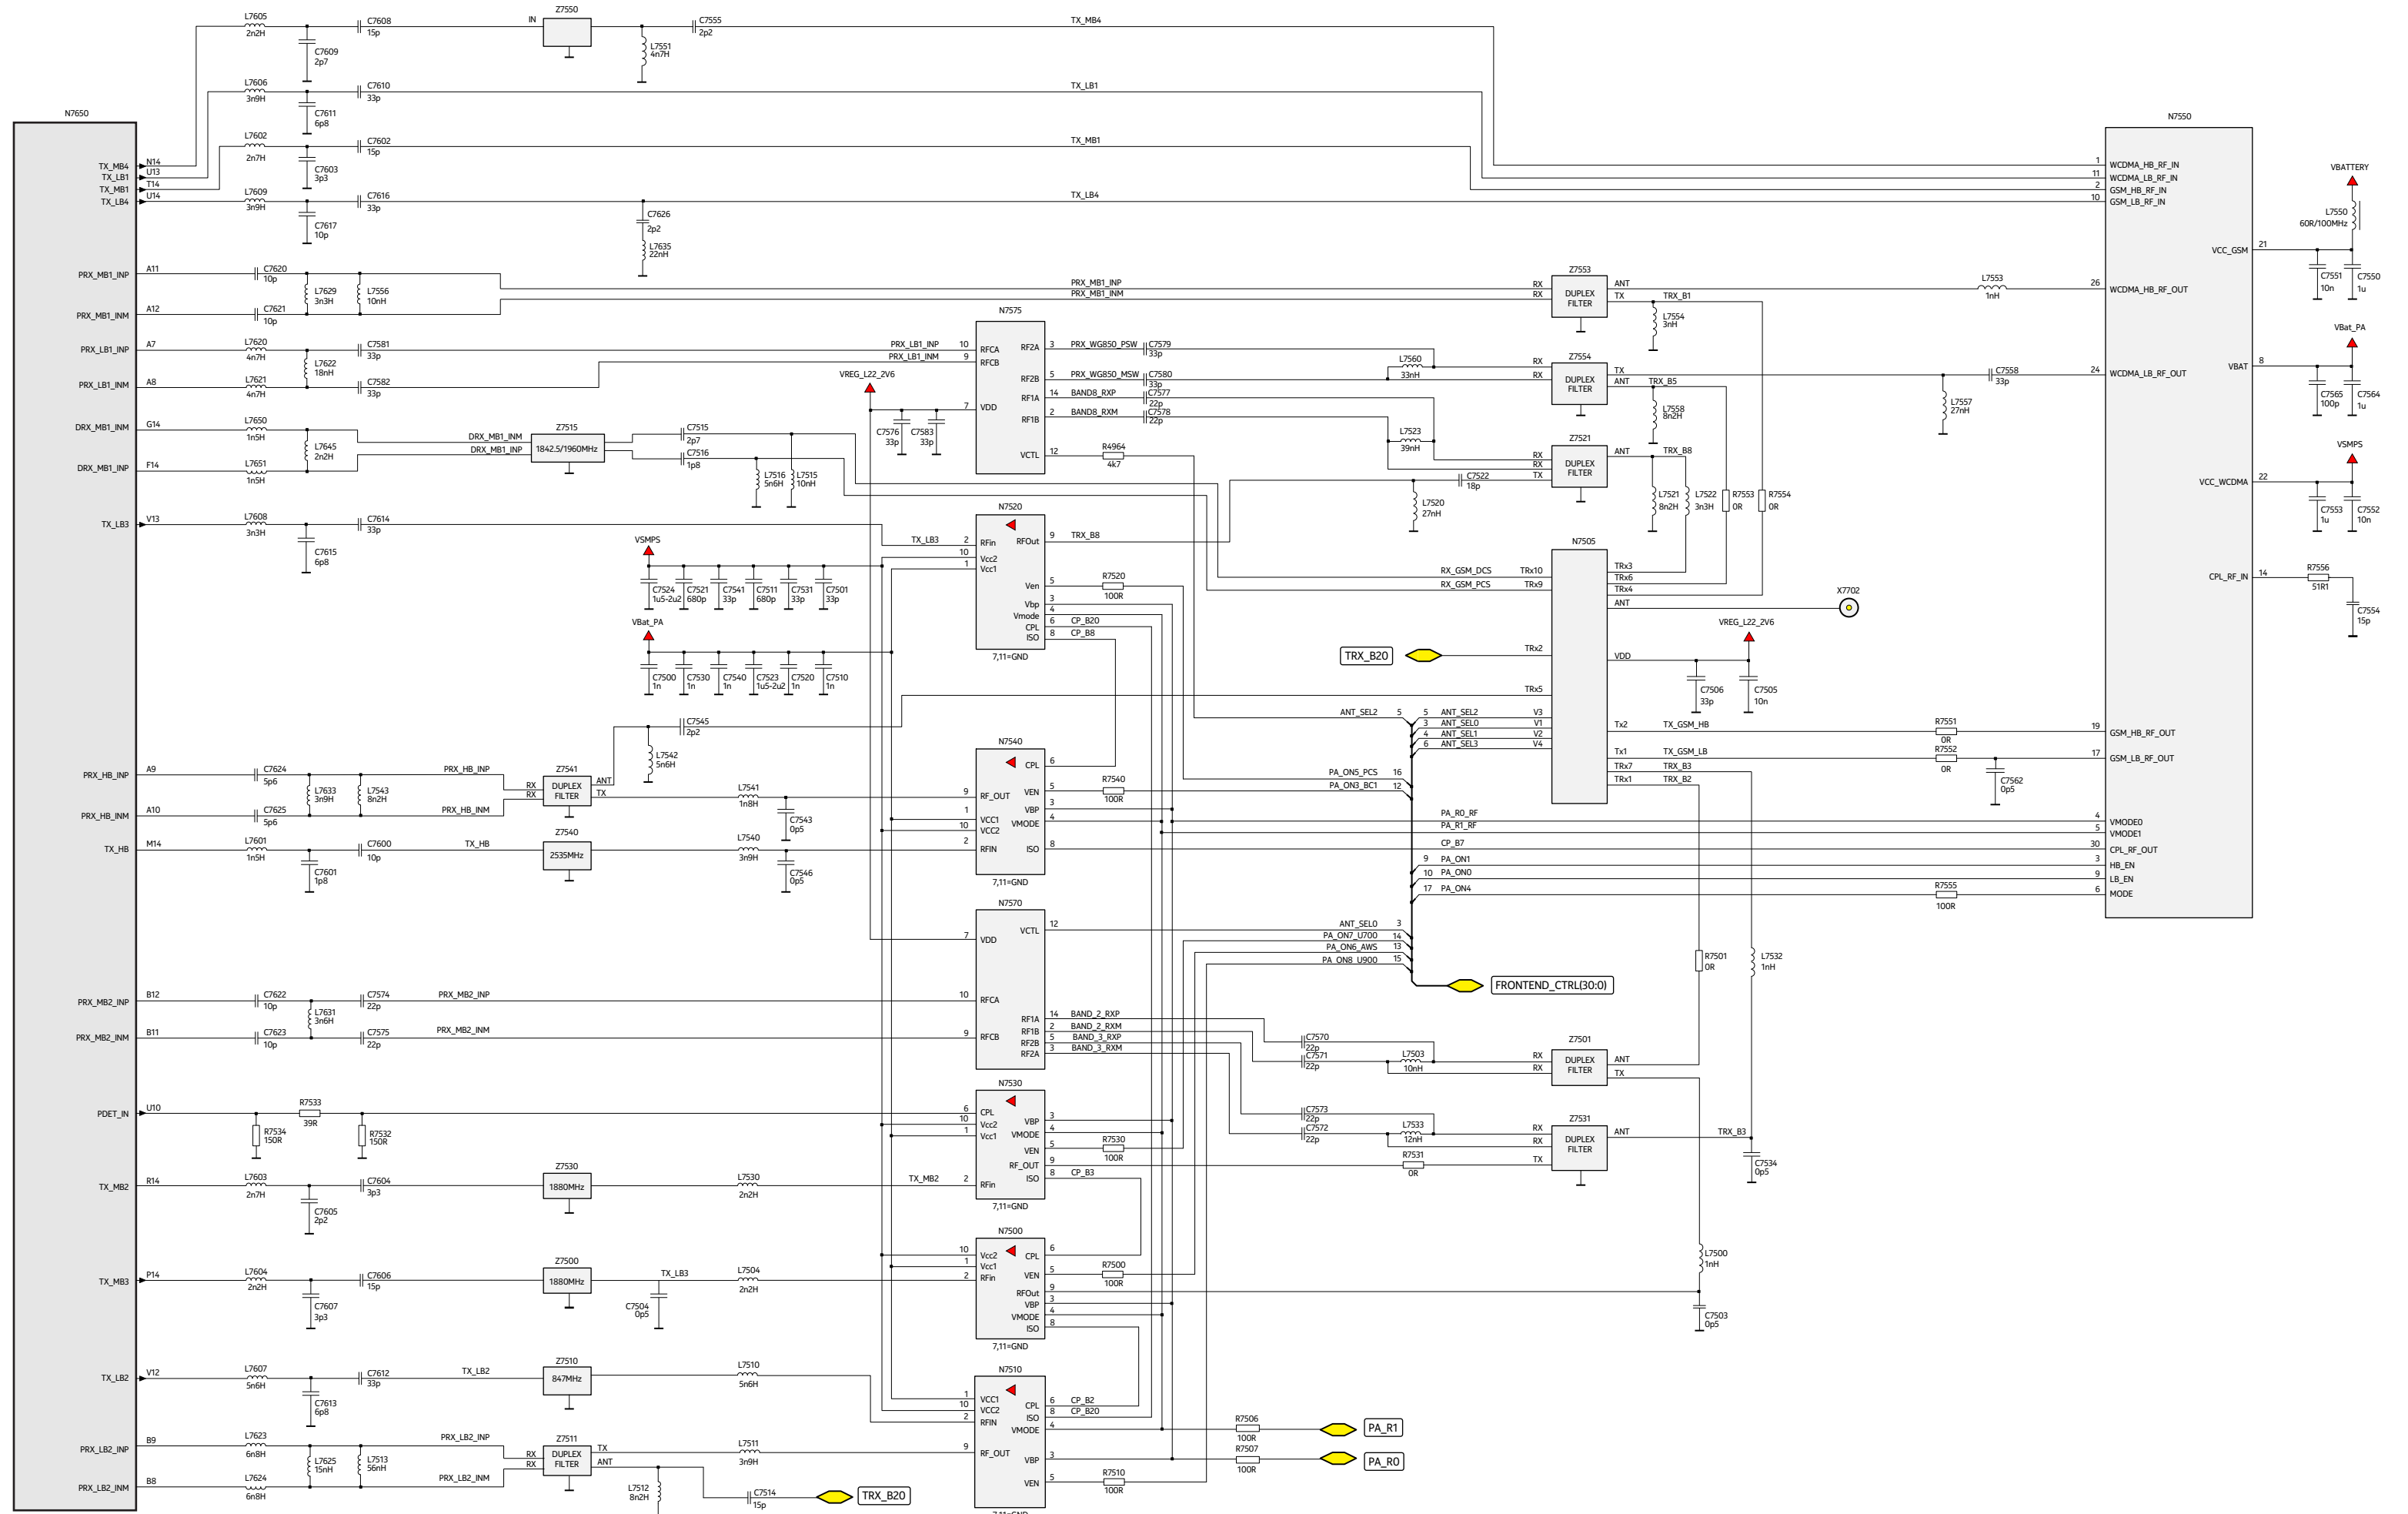 L7605
2n2H
C7608
15p
C7609
2p7
IN
Z7550
L7551
4n7H
C7555
2p2
TX_MB4
L7606
3n9H
C7610
33p
C7611
6p8
TX_LB1
L7602
2n7H
C7602
15p
C7603
3p3
TX_MB1
L7609
3n9H
C7616
33p
C7617
10p
C7626
2p2
L7635
22nH
TX_LB4
N7650
TX_MB4 N14
TX_LB1 U13
TX_MB1 T14
TX_LB4 U14
PRX_MB1_INP A11
PRX_MB1_INM A12
PRX_LB1_INP A7
PRX_LB1_INM A8
DRX_MB1_INM G14
DRX_MB1_INP F14
TX_LB3 V13
PRX_HB_INP A9
PRX_HB_INM A10
TX_HB M14
PRX_MB2_INP B12
PRX_MB2_INM B11
PDET_IN U10
TX_MB2 R14
TX_MB3 P14
TX_LB2 V12
PRX_LB2_INP B9
PRX_LB2_INM B8
C7620
10p
L7629
3n3H
L7556
10nH
C7621
10p
PRX_MB1_INP
PRX_MB1_INM
L7620
4n7H
L7622
18nH
L7621
4n7H
C7581
33p
C7582
33p
PRX_LB1_INP
PRX_LB1_INM
L7650
1n5H
L7645
2n2H
L7651
1n5H
DRX_MB1_INM
DRX_MB1_INP
Z7515
1842.5/1960MHz
C7515
2p7
C7516
1p8
L7516
5n6H
L7515
10nH
VREG_L22_2V6
C7576
33p
C7583
33p
N7575
10 RFCA
9 RFCB
7 VDD
RF2A 3
RF2B 5
RF1A 14
RF1B 2
VCTL 12
PRX_WG850_PSW
C7579
33p
PRX_WG850_MSW
C7580
33p
BAND8_RXP
C7577
22p
BAND8_RXM
C7578
22p
R4964
4k7
L7560
33nH
L7523
39nH
L7520
27nH
C7522
18p
Z7553
RX
RX
DUPLEX
FILTER
ANT
TX
TRX_B1
L7554
3nH
L7553
1nH
Z7554
RX
RX
DUPLEX
FILTER
TX
ANT
TRX_B5
L7558
8n2H
L7557
27nH
C7558
33p
Z7521
RX
RX
TX
DUPLEX
FILTER
ANT
TRX_B8
L7521
8n2H
L7522
3n3H
R7553
0R
R7554
0R
N7550
1 WCDMA_HB_RF_IN
11 WCDMA_LB_RF_IN
2 GSM_HB_RF_IN
10 GSM_LB_RF_IN
VCC_GSM 21
26 WCDMA_HB_RF_OUT
VBAT 8
24 WCDMA_LB_RF_OUT
VCC_WCDMA 22
CPL_RF_IN 14
19 GSM_HB_RF_OUT
17 GSM_LB_RF_OUT
4 VMODE0
5 VMODE1
30 CPL_RF_OUT
3 HB_EN
9 LB_EN
6 MODE
VBATTERY
L7550
60R/100MHz
C7551
10n
C7550
1u
VBat_PA
C7565
100p
C7564
1u
VSMPS
C7553
1u
C7552
10n
R7556
51R1
C7554
15p
L7608
3n3H
C7614
33p
C7615
6p8
VSMPS
C7524
1u5-2u2
C7521
680p
C7541
33p
C7511
680p
C7531
33p
C7501
33p
VBat_PA
C7500
1n
C7530
1n
C7540
1n
C7523
1u5-2u2
C7520
1n
C7510
1n
N7520
TX_LB3
2 RFin
10 Vcc2
1 Vcc1
RFOut 9
TRX_B8
Ven 5
Vbp 3
Vmode 4
CPL 6
CP_B20
ISO 8
CP_B8
7,11=GND
R7520
100R
N7505
RX_GSM_DCS TRx10
RX_GSM_PCS TRx9
TRx3
TRx6
TRx4
ANT
X7702
TRX_B20
TRx2
TRx5
VDD
VREG_L22_2V6
C7506
33p
C7505
10n
ANT_SEL2 5
5 ANT_SEL2 V3
3 ANT_SEL0 V1
4 ANT_SEL1 V2
6 ANT_SEL3 V4
Tx2 TX_GSM_HB
R7551
0R
Tx1 TX_GSM_LB
R7552
0R
C7562
0p5
TRx7 TRX_B3
TRx1 TRX_B2
C7545
2p2
L7542
5n6H
C7624
5p6
L7633
3n9H
L7543
8n2H
C7625
5p6
PRX_HB_INP
PRX_HB_INM
Z7541
RX
RX
DUPLEX
FILTER
ANT
TX
L7541
1n8H
C7543
0p5
L7601
1n5H
C7600
10p
C7601
1p8
TX_HB
Z7540
2535MHz
L7540
3n9H
C7546
0p5
N7540
CPL 6
9 RF_OUT
VEN 5
VBP 3
1 VCC1
VMODE 4
10 VCC2
2 RFIN
ISO 8
7,11=GND
R7540
100R
PA_ON5_PCS 16
PA_ON3_BC1 12
PA_R0_RF
PA_R1_RF
CP_B7
9 PA_ON1
10 PA_ON0
17 PA_ON4
R7555
100R
N7570
VCTL 12
7 VDD
10 RFCA
9 RFCB
RF1A 14
RF1B 2
RF2B 5
RF2A 3
ANT_SEL0 3
PA_ON7_U700 14
PA_ON6_AWS 13
PA_ON8_U900 15
FRONTEND_CTRL(30:0)
R7501
0R
L7532
1nH
C7622
10p
L7631
3n6H
C7623
10p
C7574
22p
C7575
22p
PRX_MB2_INP
PRX_MB2_INM
BAND_2_RXP
BAND_2_RXM
BAND_3_RXP
BAND_3_RXM
C7570
22p
C7571
22p
L7503
10nH
Z7501
RX
RX
DUPLEX
FILTER
ANT
TX
C7573
22p
C7572
22p
L7533
12nH
Z7531
RX
RX
TX
DUPLEX
FILTER
ANT
TRX_B3
C7534
0p5
R7533
39R
R7534
150R
R7532
150R
N7530
6 CPL
10 Vcc2
1 Vcc1
VBP 3
VMODE 4
VEN 5
RF_OUT 9
ISO 8
CP_B3
2 RFin
7,11=GND
R7530
100R
R7531
0R
L7603
2n7H
C7604
3p3
C7605
2p2
Z7530
1880MHz
L7530
2n2H
TX_MB2
N7500
10 Vcc2
1 Vcc1
2 RFin
CPL 6
VEN 5
RFOut 9
VBP 3
VMODE 4
ISO 8
7,11=GND
R7500
100R
L7500
1nH
C7503
0p5
L7604
2n2H
C7606
15p
C7607
3p3
Z7500
1880MHz
TX_LB3
C7504
0p5
L7504
2n2H
L7607
5n6H
C7612
33p
C7613
6p8
TX_LB2
Z7510
847MHz
L7510
5n6H
N7510
1 VCC1
10 VCC2
2 RFIN
9 RF_OUT
CPL 6
CP_B2
ISO 8
CP_B20
VMODE 4
VBP 3
VEN 5
7,11=GND
R7506
100R
PA_R1
R7507
100R
PA_R0
R7510
100R
L7623
6n8H
L7625
15nH
L7513
56nH
L7624
6n8H
PRX_LB2_INP
PRX_LB2_INM
Z7511
RX
RX
DUPLEX
FILTER
TX
ANT
L7511
3n9H
L7512
8n2H
C7514
15p
TRX_B20